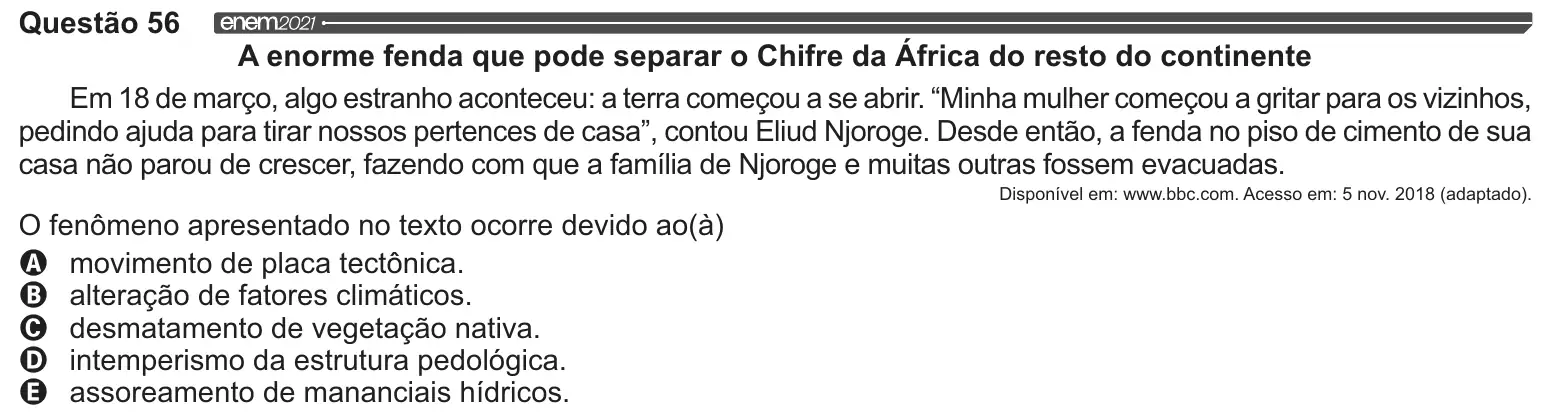 Questão 56 enem2021
A enorme fenda que pode separar o Chifre da África do resto do continente
Em 18 de março, algo estranho aconteceu: a terra começou a se abrir. “Minha mulher começou a gritar para os vizinhos,
pedindo ajuda para tirar nossos pertences de casa”, contou Eliud Njoroge. Desde então, a fenda no piso de cimento de sua
casa não parou de crescer, fazendo com que a família de Njoroge e muitas outras fossem evacuadas.
Disponível em: www.bbc.com. Acesso em: 5 nov. 2018 (adaptado).
O fenômeno apresentado no texto ocorre devido ao(à)
A movimento de placa tectônica.
B alteração de fatores climáticos.
C desmatamento de vegetação nativa.
D intemperismo da estrutura pedológica.
E assoreamento de mananciais hídricos.